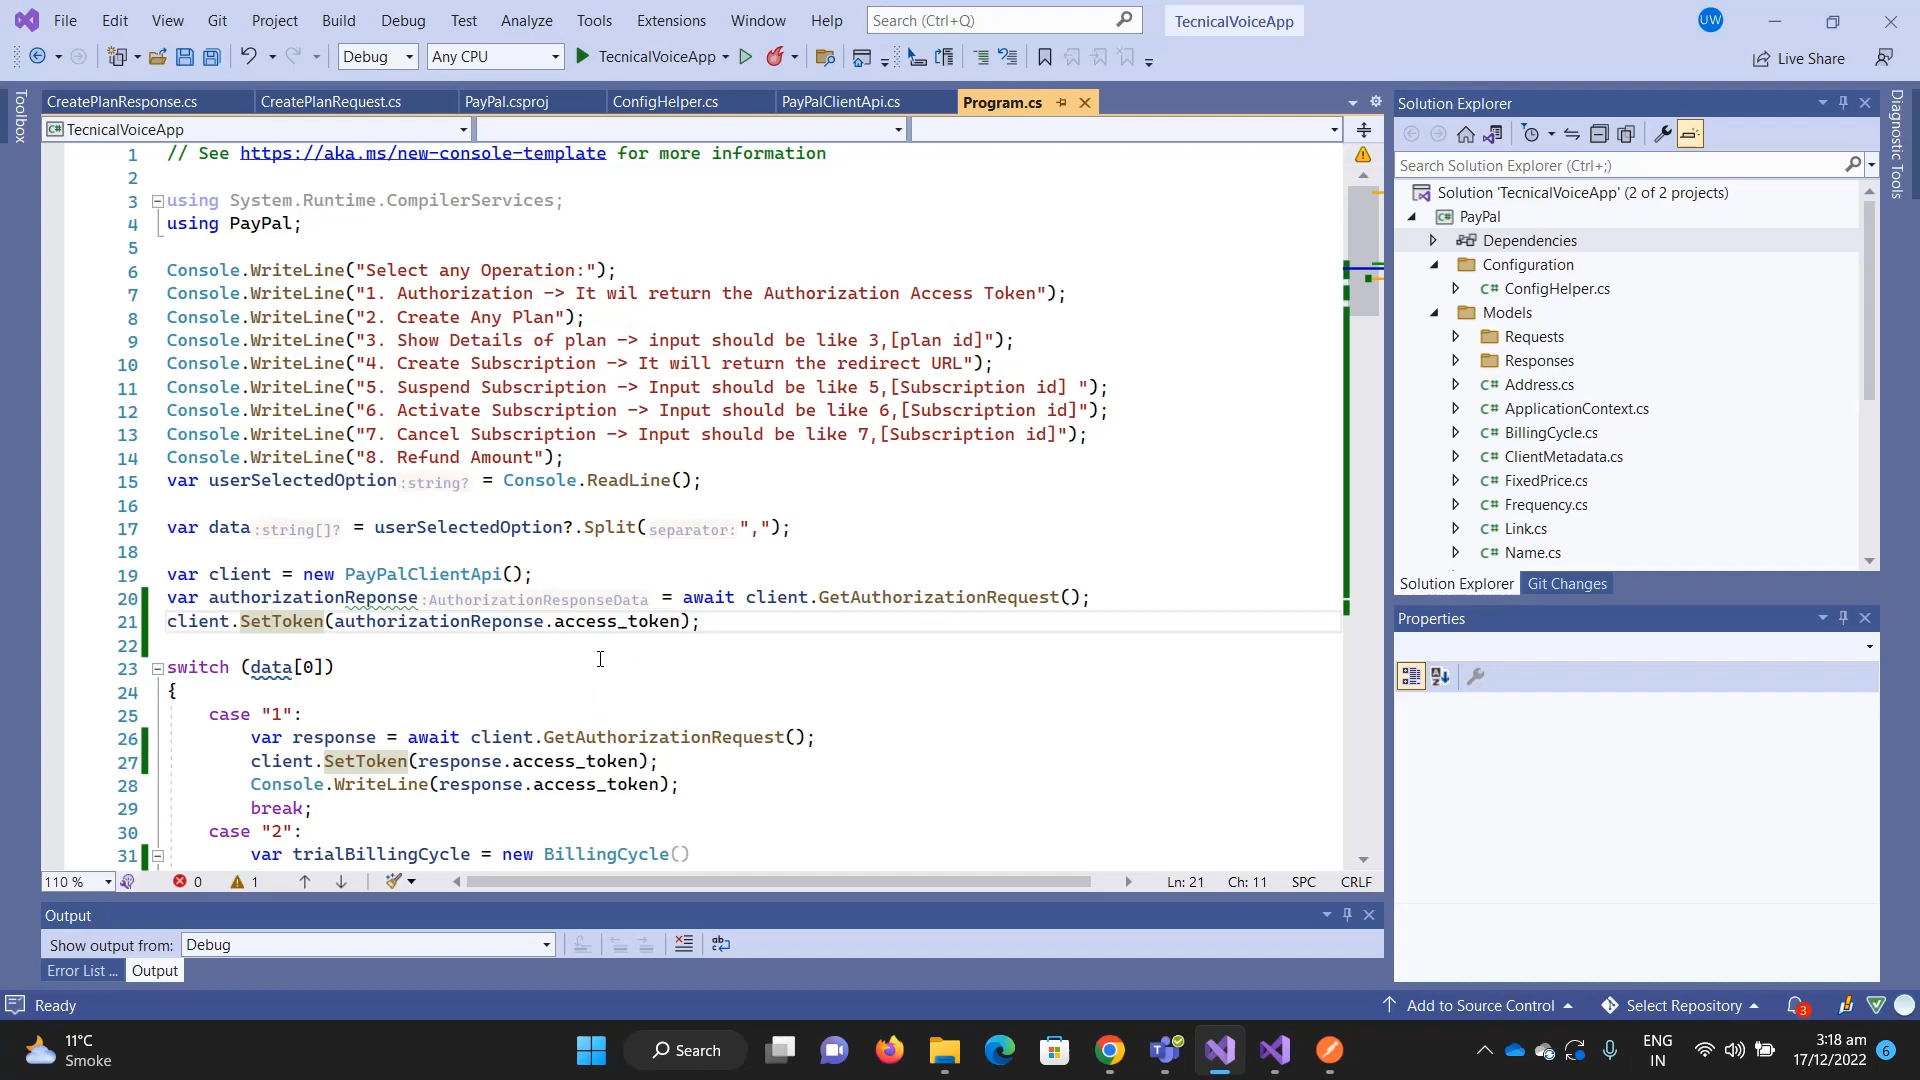 File Edit View Git Project Build Debug Test Analyze Tools Extensions Window Help Search (Ctrl+Q) TecnicalVoiceApp UW
Debug Any CPU TecnicalVoiceApp Live Share
Toolbox
CreatePlanResponse.cs CreatePlanRequest.cs PayPal.csproj ConfigHelper.cs PayPalClientApi.cs Program.cs
C# TecnicalVoiceApp
1 // See https://aka.ms/new-console-template for more information
2
3 using System.Runtime.CompilerServices;
4 using PayPal;
5
6 Console.WriteLine("Select any Operation:");
7 Console.WriteLine("1. Authorization -> It wil return the Authorization Access Token");
8 Console.WriteLine("2. Create Any Plan");
9 Console.WriteLine("3. Show Details of plan -> input should be like 3,[plan id]");
10 Console.WriteLine("4. Create Subscription -> It will return the redirect URL");
11 Console.WriteLine("5. Suspend Subscription -> Input should be like 5,[Subscription id] ");
12 Console.WriteLine("6. Activate Subscription -> Input should be like 6,[Subscription id]");
13 Console.WriteLine("7. Cancel Subscription -> Input should be like 7,[Subscription id]");
14 Console.WriteLine("8. Refund Amount");
15 var userSelectedOption :string? = Console.ReadLine();
16
17 var data :string[]? = userSelectedOption?.Split( separator: ",");
18
19 var client = new PayPalClientApi();
20 var authorizationReponse :AuthorizationResponseData = await client.GetAuthorizationRequest();
21 client.SetToken(authorizationReponse.access_token);
22
23 switch (data[0])
24 {
25 case "1":
26 var response = await client.GetAuthorizationRequest();
27 client.SetToken(response.access_token);
28 Console.WriteLine(response.access_token);
29 break;
30 case "2":
31 var trialBillingCycle = new BillingCycle()
110 % 0 1 Ln: 21 Ch: 11 SPC CRLF
Output
Show output from: Debug
Error List ... Output
Solution Explorer
Search Solution Explorer (Ctrl+;)
Solution 'TecnicalVoiceApp' (2 of 2 projects)
C# PayPal
Dependencies
Configuration
C# ConfigHelper.cs
Models
Requests
Responses
C# Address.cs
C# ApplicationContext.cs
C# BillingCycle.cs
C# ClientMetadata.cs
C# FixedPrice.cs
C# Frequency.cs
C# Link.cs
C# Name.cs
Solution Explorer Git Changes
Properties
Diagnostic Tools
Ready Add to Source Control Select Repository 3
11°C
Smoke
Search
ENG
IN
3:18 am
17/12/2022
6